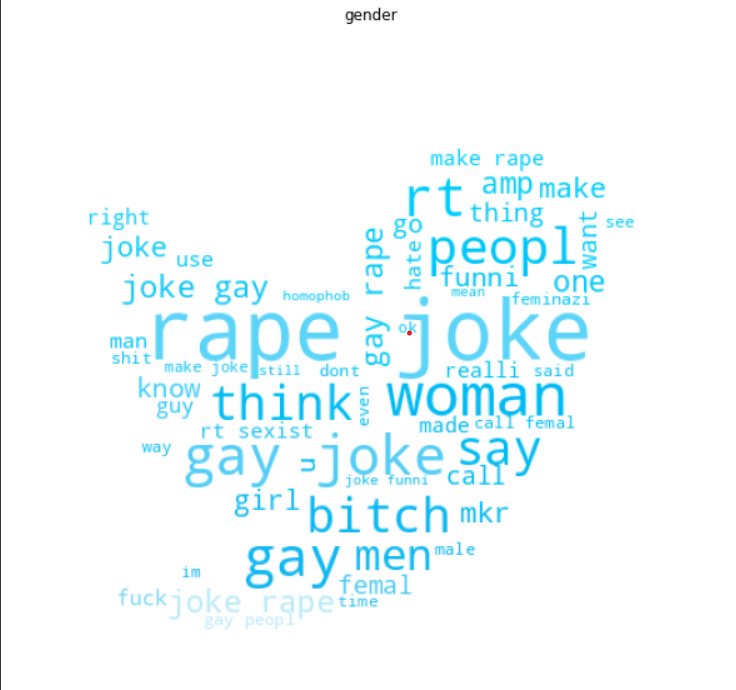 gender
make rape
rt
amp
make
right
thing
go
want
see
joke
use
peopl
gay rape
hate
funni
one
joke gay
homophob
mean
feminazi
rape joke
ok
man
shit
make joke
still
dont
realli
said
know
guy
think
even
woman
rt sexist
made
call femal
way
gay joke
u
say
joke funni
call
girl
bitch
mkr
gay
men
male
im
femal
fuck
joke rape
time
gay peopl